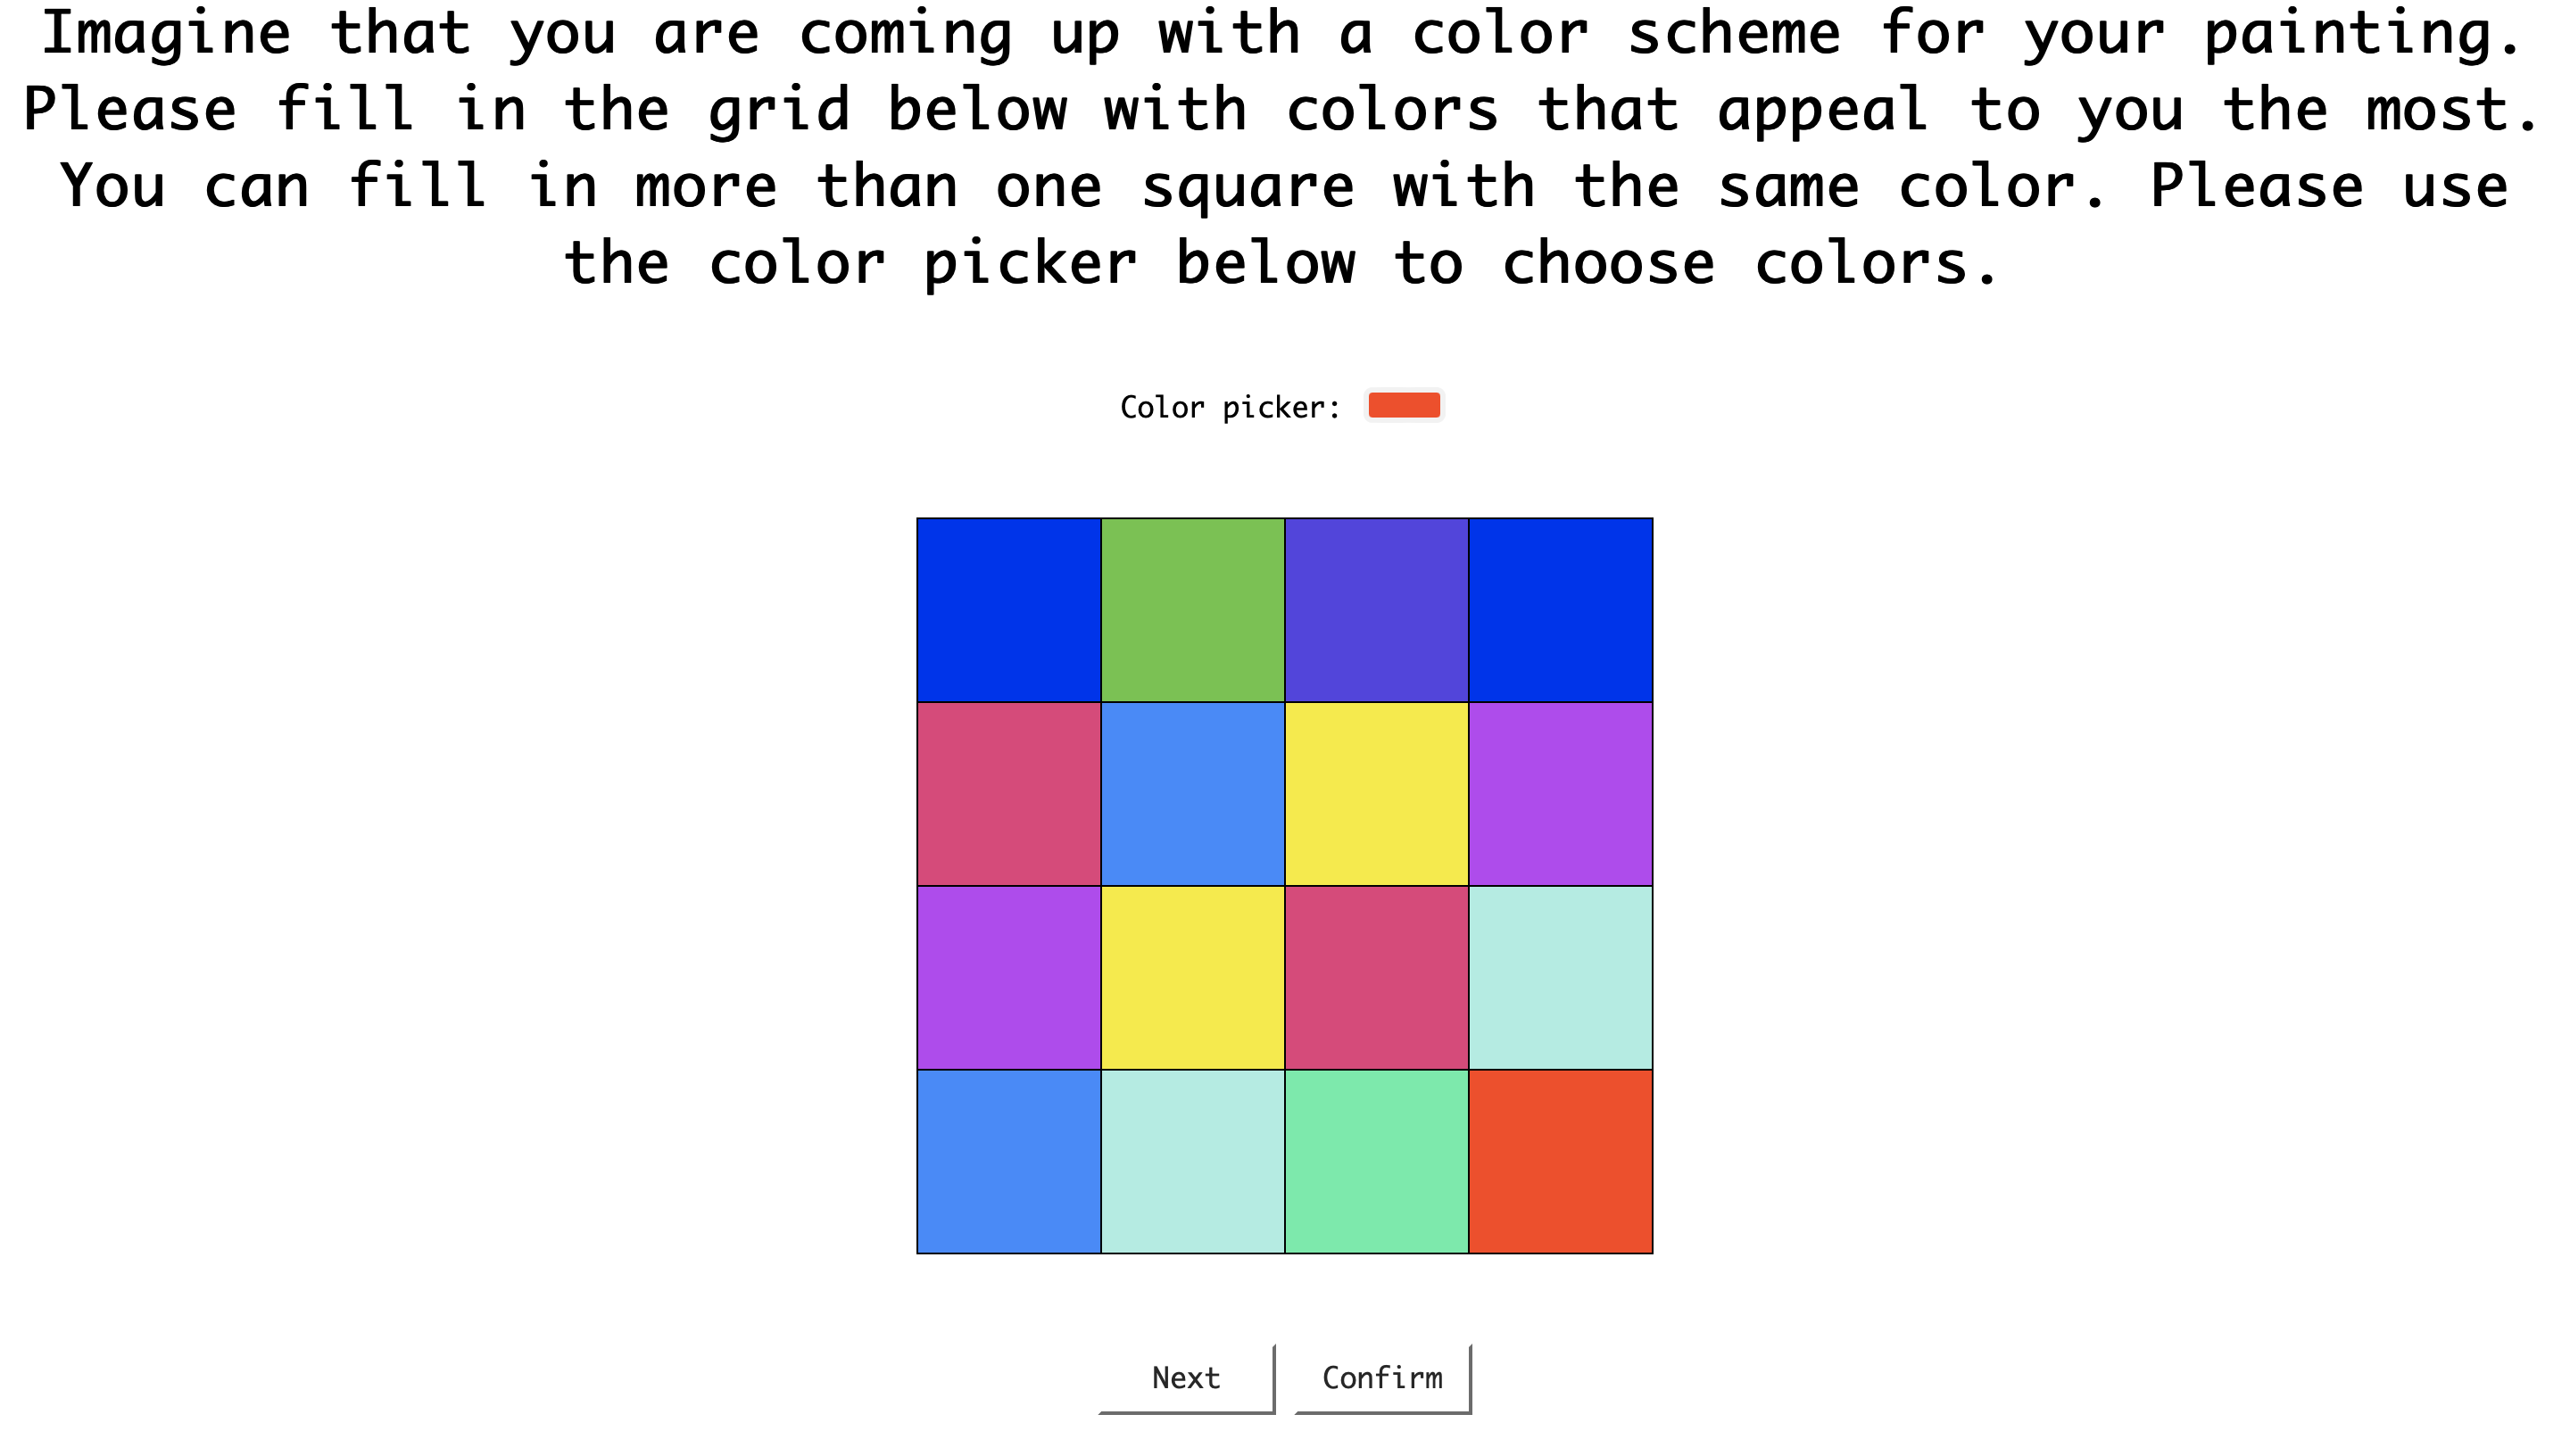 Imagine that you are coming up with a color scheme for your painting.
Please fill in the grid below with colors that appeal to you the most.
You can fill in more than one square with the same color. Please use
the color picker below to choose colors.
Color picker:
Next
Confirm